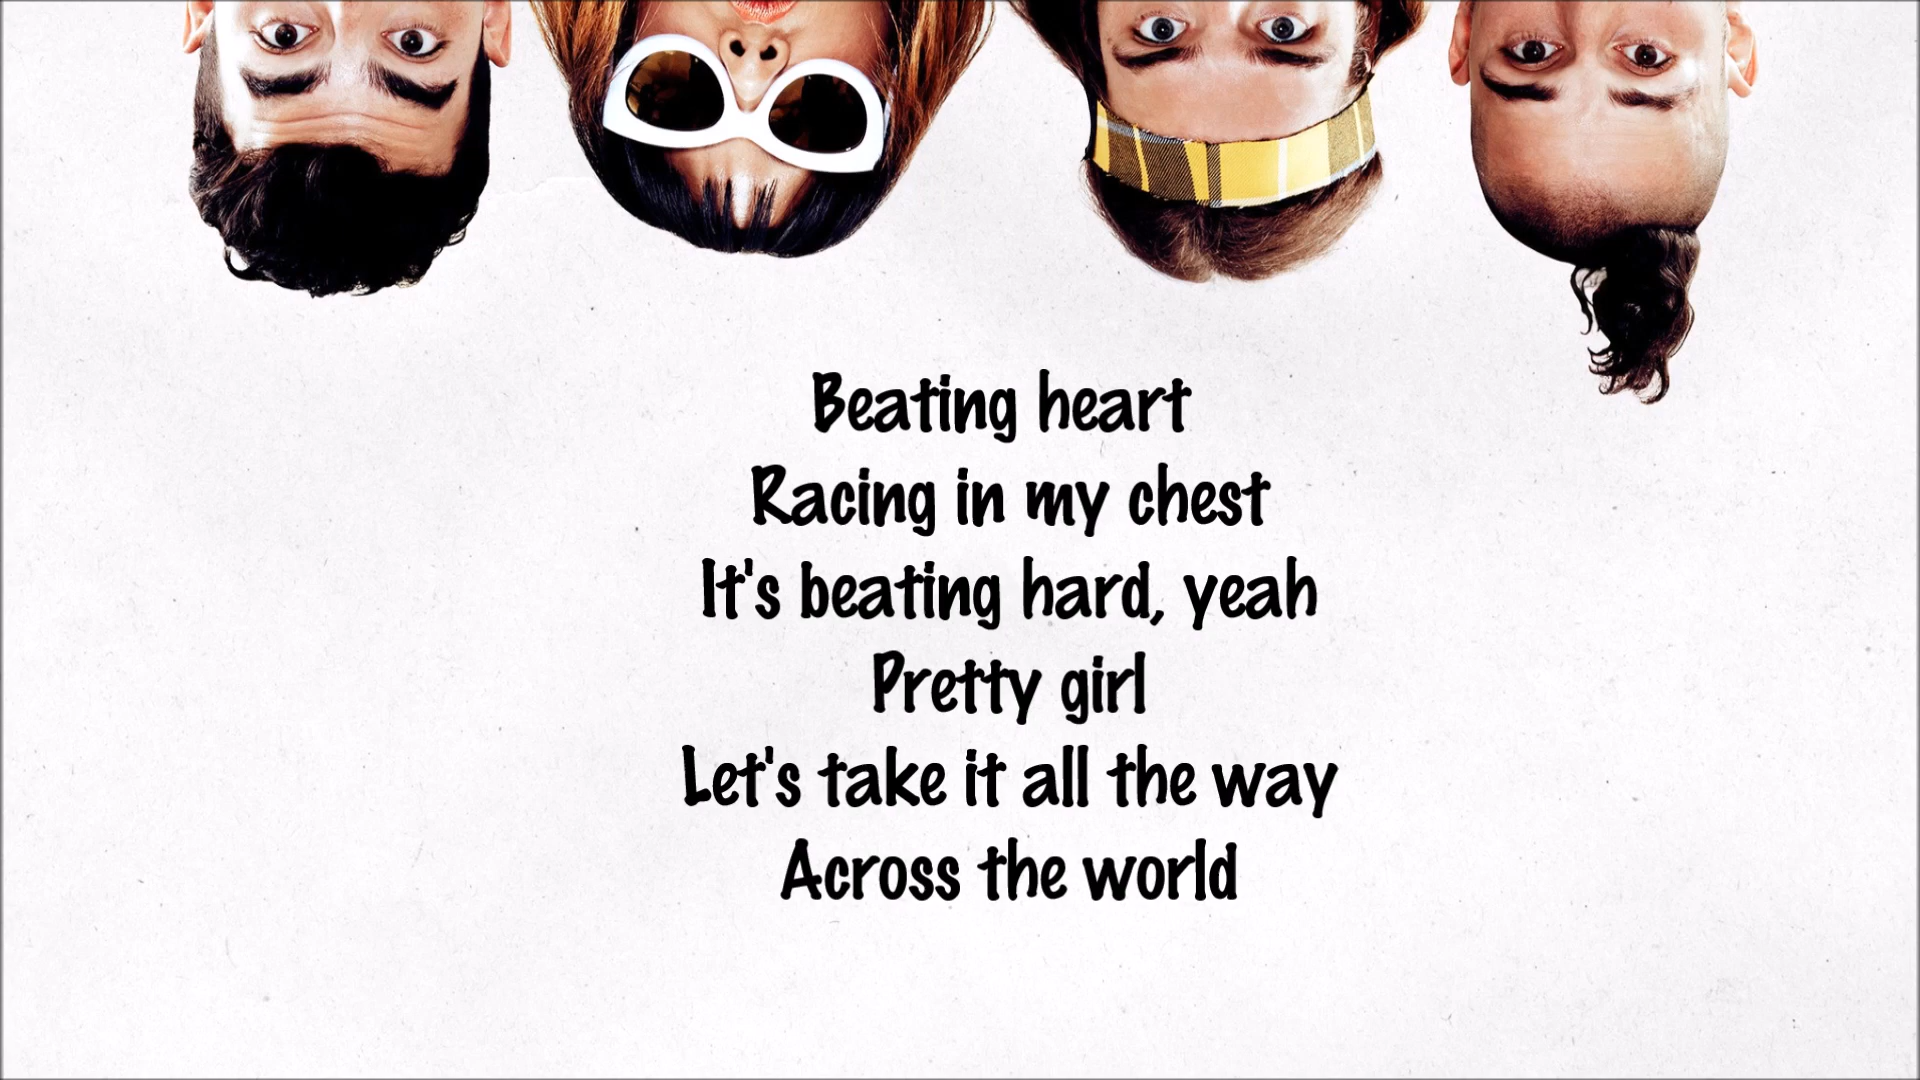 Beating heart
Racing in my chest
It's beating hard, yeah
Pretty girl
Let's take it all the way
Across the world